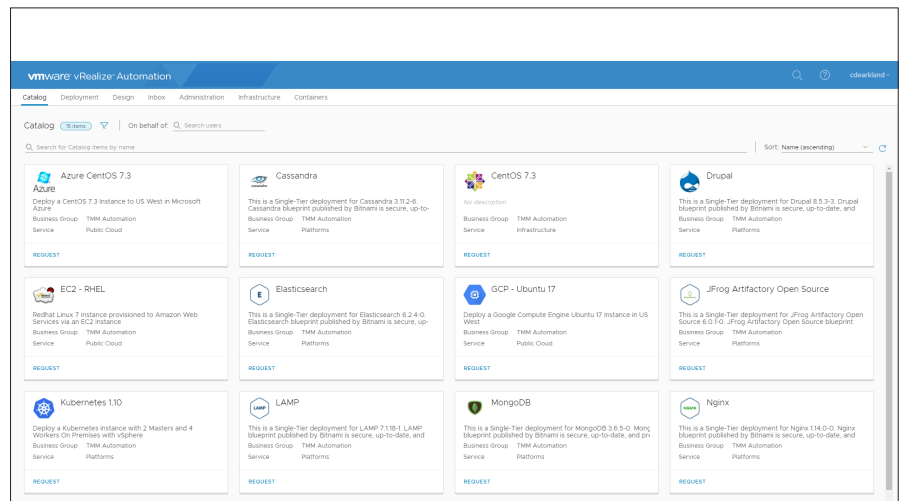 vmware vRealize Automation
cdearkland
Catalog Deployment Design Inbox Administration Infrastructure Containers
Catalog 15 items On behalf of: Search users
Search for Catalog items by name Sort: Name (ascending)
Azure CentOS 7.3
Azure
Deploy a CentOS 7.3 Instance to US West in Microsoft
Azure
Business Group TMM Automation
Service Public Cloud
REQUEST
Cassandra
cassandra
This is a Single-Tier deployment for Cassandra 3.11.2-6.
Cassandra blueprint published by Bitnami is secure, up-to-
Business Group TMM Automation
Service Platforms
REQUEST
CentOS 7.3
No description
Business Group TMM Automation
Service Infrastructure
REQUEST
Drupal
This is a Single-Tier deployment for Drupal 8.5.3-3. Drupal
blueprint published by Bitnami is secure, up-to-date, and
Business Group TMM Automation
Service Platforms
REQUEST
EC2 - RHEL
Redhat Linux 7 Instance provisioned to Amazon Web
Services via an EC2 Instance
Business Group TMM Automation
Service Public Cloud
REQUEST
E
Elasticsearch
This is a Single-Tier deployment for Elasticsearch 6.2.4-0.
Elasticsearch blueprint published by Bitnami is secure, up-
Business Group TMM Automation
Service Platforms
REQUEST
GCP - Ubuntu 17
Deploy a Google Compute Engine Ubuntu 17 Instance in US
West
Business Group TMM Automation
Service Public Cloud
REQUEST
JFrog Artifactory Open Source
This is a Single-Tier deployment for JFrog Artifactory Open
Source 6.0.1-0. JFrog Artifactory Open Source blueprint
Business Group TMM Automation
Service Platforms
REQUEST
Kubernetes 1.10
Deploy a Kubernetes instance with 2 Masters and 4
Workers On Premises with vSphere
Business Group TMM Automation
Service Platforms
REQUEST
LAMP
LAMP
This is a Single-Tier deployment for LAMP 7.1.18-1. LAMP
blueprint published by Bitnami is secure, up-to-date, and
Business Group TMM Automation
Service Platforms
REQUEST
MongoDB
This is a Single-Tier deployment for MongoDB 3.6.5-0. Mong
blueprint published by Bitnami is secure, up-to-date, and pre
Business Group TMM Automation
Service Platforms
REQUEST
NGINX
Nginx
This is a Single-Tier deployment for Nginx 1.14.0-0. Nginx
blueprint published by Bitnami is secure, up-to-date, and
Business Group TMM Automation
Service Platforms
REQUEST